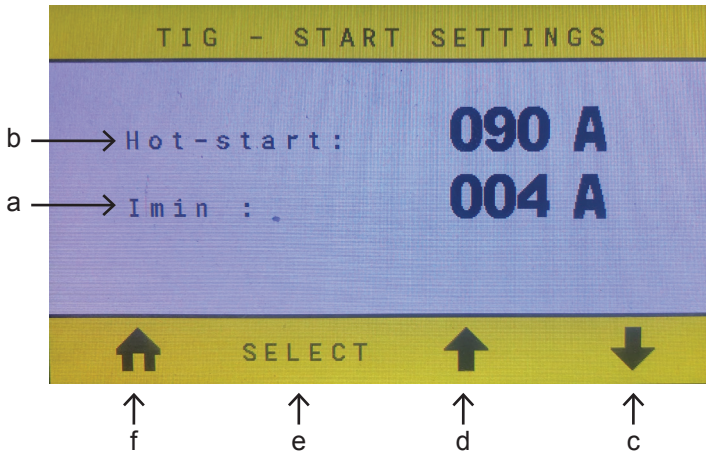 TIG - START SETTINGS
b Hot-start: 090 A
a Imin : 004 A
SELECT
f e d c